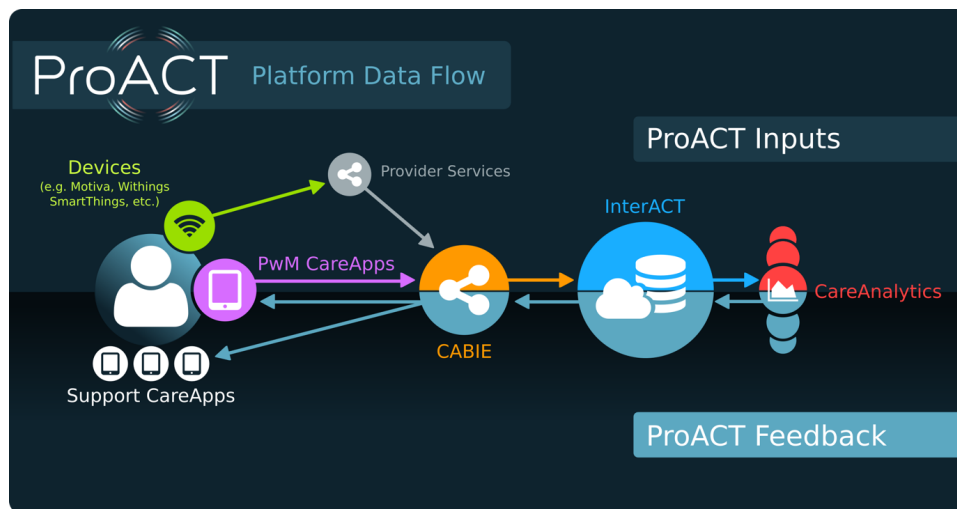 ProACT
Platform Data Flow
ProACT Inputs
Devices
(e.g. Motiva, Withings
SmartThings, etc.)
Provider Services
InterACT
PwM CareApps
CareAnalytics
CABIE
Support CareApps
ProACT Feedback